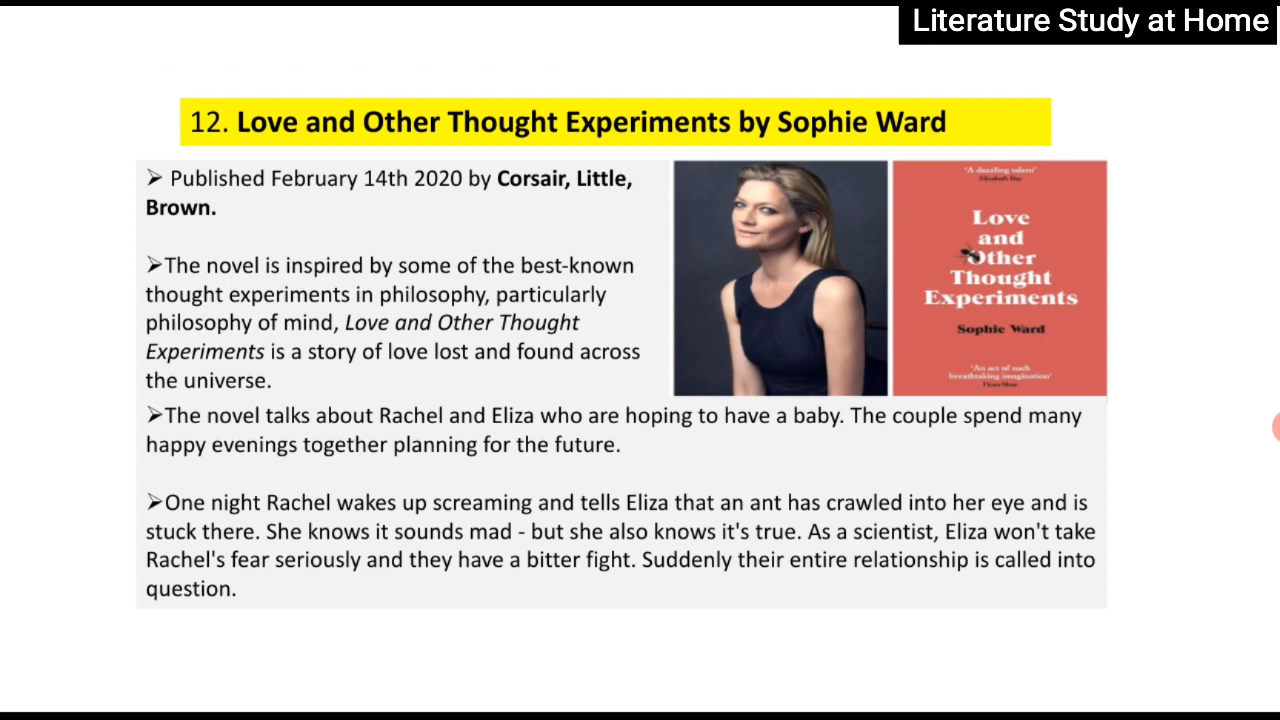 Literature Study at Home
12. Love and Other Thought Experiments by Sophie Ward
➢ Published February 14th 2020 by Corsair, Little,
Brown.
➢The novel is inspired by some of the best-known
thought experiments in philosophy, particularly
philosophy of mind, Love and Other Thought
Experiments is a story of love lost and found across
the universe.
'A dazzling talent'
Elizabeth Day
Love
and
Other
Thought
Experiments
Sophie Ward
'An act of such
breathtaking imagination'
Fiona Shaw
➢The novel talks about Rachel and Eliza who are hoping to have a baby. The couple spend many
happy evenings together planning for the future.
➢One night Rachel wakes up screaming and tells Eliza that an ant has crawled into her eye and is
stuck there. She knows it sounds mad - but she also knows it's true. As a scientist, Eliza won't take
Rachel's fear seriously and they have a bitter fight. Suddenly their entire relationship is called into
question.